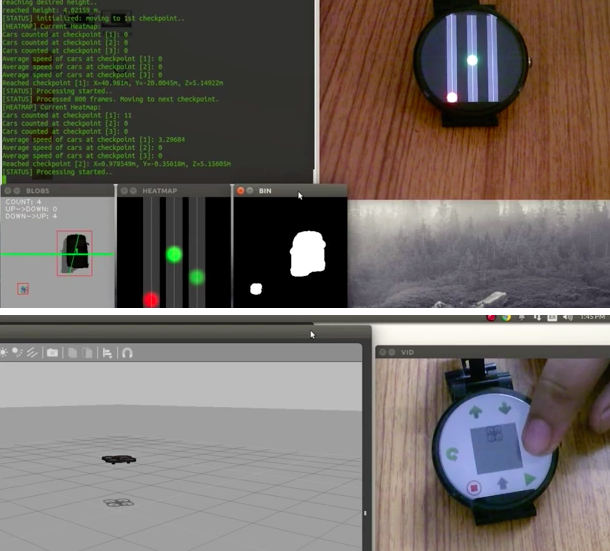 reaching desired height..
reached height: 4.82159 m.
[STATUS] initialized: moving to 1st checkpoint..
[HEATMAP] Current Heatmap:
Cars counted at checkpoint [1]: 0
Cars counted at checkpoint [2]: 0
Cars counted at checkpoint [3]: 0
Average speed of cars at checkpoint [1]: 0
Average speed of cars at checkpoint [2]: 0
Average speed of cars at checkpoint [3]: 0
Reached checkpoint [1]: X=40.981m, Y=-20.0045m, Z=5.14922m
[STATUS] Processing started..
[STATUS] Processed 800 frames. Moving to next checkpoint.
[HEATMAP] Current Heatmap:
Cars counted at checkpoint [1]: 11
Cars counted at checkpoint [2]: 0
Cars counted at checkpoint [3]: 0
Average speed of cars at checkpoint [1]: 3.29684
Average speed of cars at checkpoint [2]: 0
Average speed of cars at checkpoint [3]: 0
Reached checkpoint [2]: X=0.978549m, Y=-0.35618m, Z=5.15005m
[STATUS] Processing started..
BLOBS
HEATMAP
BIN
COUNT: 4
UP->DOWN: 0
DOWN->UP: 4
1:45 PM
VID